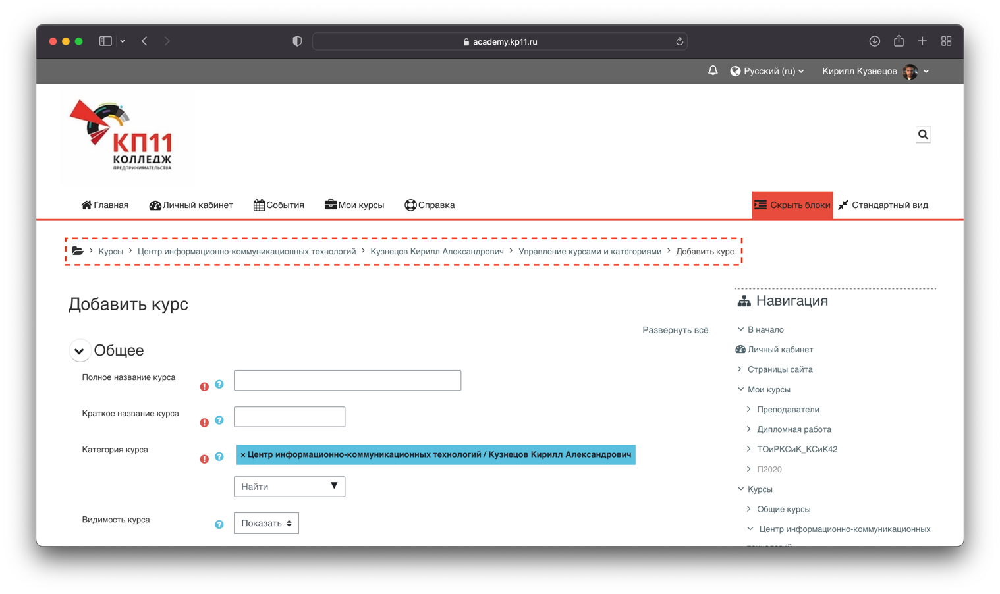 academy.kp11.ru
Русский (ru)
Кирилл Кузнецов
КП11
КОЛЛЕДЖ
ПРЕДПРИНИМАТЕЛЬСТВА
Главная
Личный кабинет
События
Мои курсы
Справка
Скрыть блоки
Стандартный вид
Курсы > Центр информационно-коммуникационных технологий > Кузнецов Кирилл Александрович > Управление курсами и категориями > Добавить курс
Добавить курс
Развернуть всё
Общее
Полное название курса
Краткое название курса
Категория курса
× Центр информационно-коммуникационных технологий / Кузнецов Кирилл Александрович
Найти
Видимость курса
Показать
Навигация
В начало
Личный кабинет
Страницы сайта
Мои курсы
Преподаватели
Дипломная работа
ТОиРКСиК_КСиК42
П2020
Курсы
Общие курсы
Центр информационно-коммуникационных